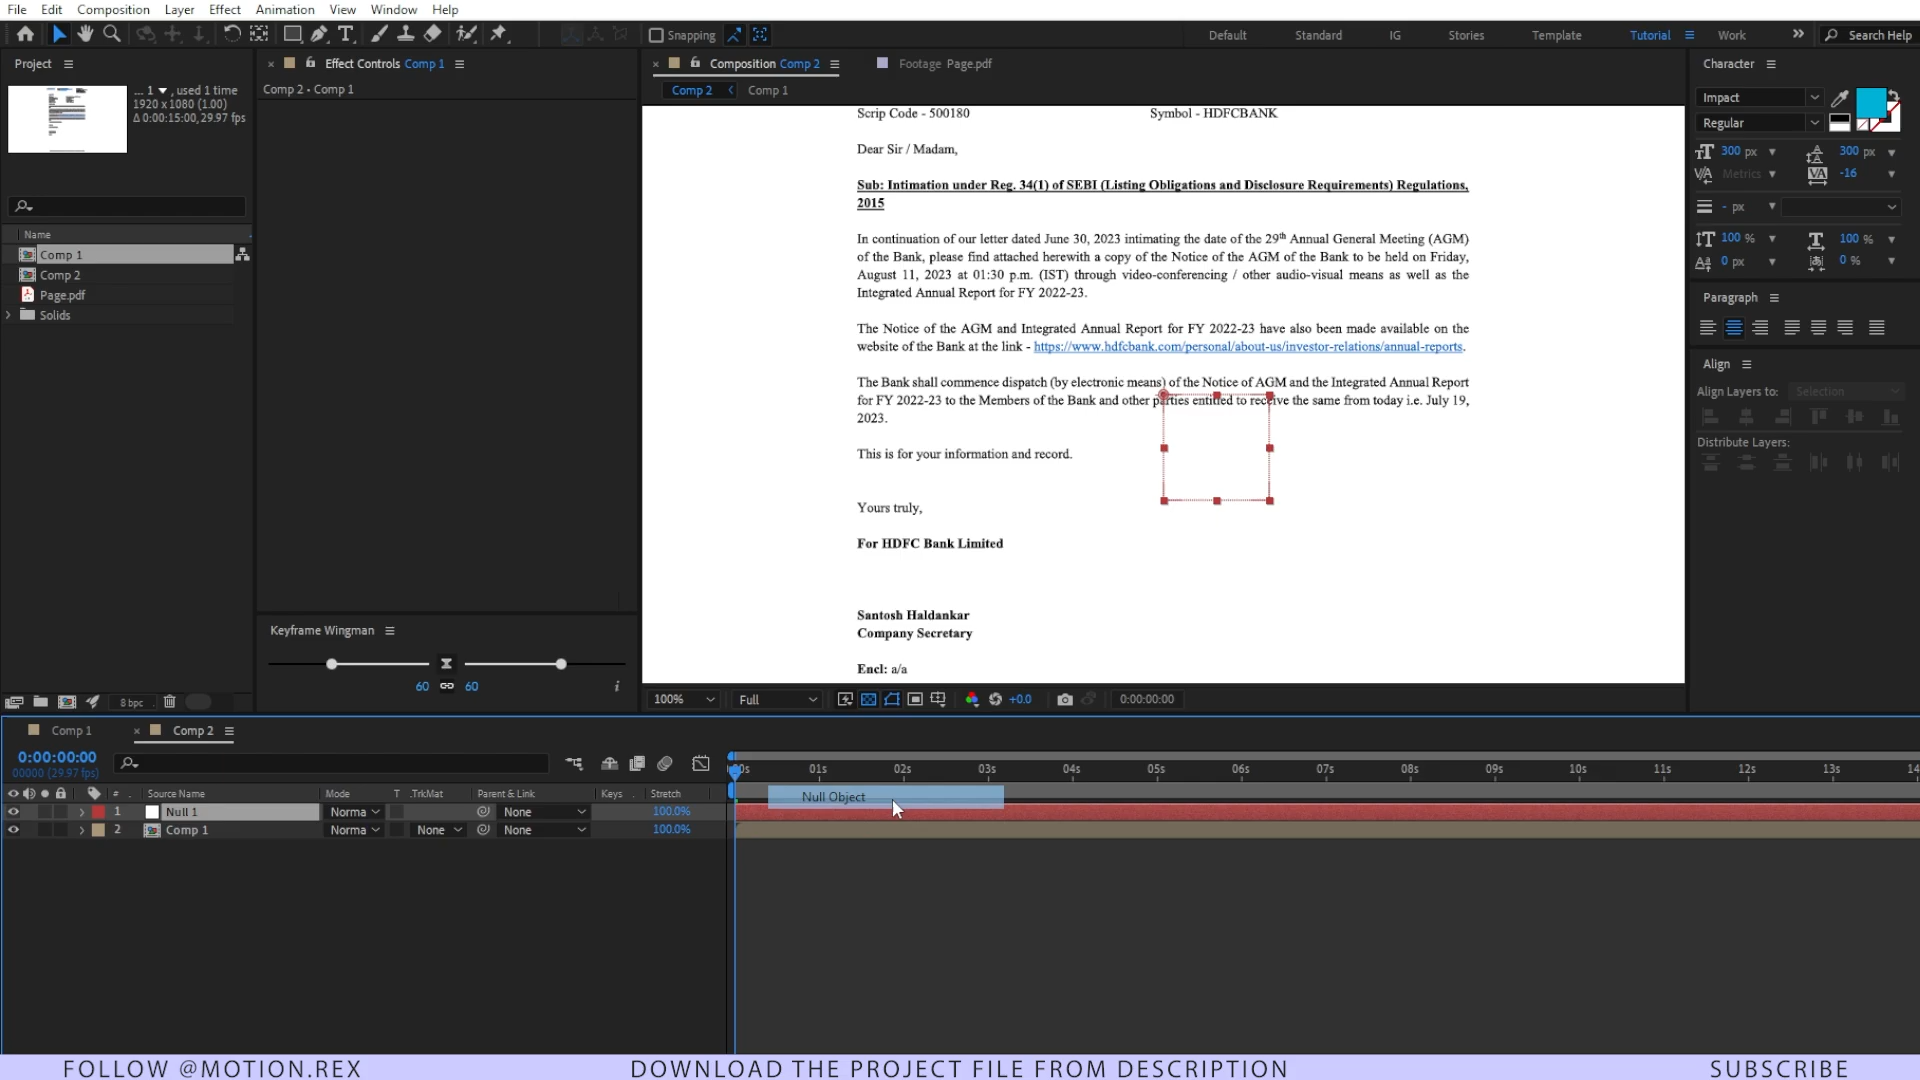 File Edit Composition Layer Effect Animation View Window Help
Snapping
Default Standard IG Stories Template Tutorial Work Search Help
Project
... 1 , used 1 time
1920 x 1080 (1.00)
Δ 0:00:15:00, 29.97 fps
Name
Comp 1
Comp 2
Page.pdf
Solids
8 bpc
Effect Controls Comp 1
Comp 2 • Comp 1
Keyframe Wingman
60 60
Composition Comp 2
Footage Page.pdf
Comp 2 Comp 1
Scrip Code - 500180 Symbol - HDFCBANK
Dear Sir / Madam,
Sub: Intimation under Reg. 34(1) of SEBI (Listing Obligations and Disclosure Requirements) Regulations,
2015
In continuation of our letter dated June 30, 2023 intimating the date of the 29th Annual General Meeting (AGM)
of the Bank, please find attached herewith a copy of the Notice of the AGM of the Bank to be held on Friday,
August 11, 2023 at 01:30 p.m. (IST) through video-conferencing / other audio-visual means as well as the
Integrated Annual Report for FY 2022-23.
The Notice of the AGM and Integrated Annual Report for FY 2022-23 have also been made available on the
website of the Bank at the link - https://www.hdfcbank.com/personal/about-us/investor-relations/annual-reports.
The Bank shall commence dispatch (by electronic means) of the Notice of AGM and the Integrated Annual Report
for FY 2022-23 to the Members of the Bank and other parties entitled to receive the same from today i.e. July 19,
2023.
This is for your information and record.
Yours truly,
For HDFC Bank Limited
Santosh Haldankar
Company Secretary
Encl: a/a
100% Full +0.0 0:00:00:00
Character
Impact
Regular
300 px 300 px
Metrics -16
- px
100 % 100 %
0 px 0 %
Paragraph
Align
Align Layers to: Selection
Distribute Layers:
Comp 1 Comp 2
0:00:00:00
00000 (29.97 fps)
# Source Name Mode T .TrkMat Parent & Link Keys Stretch
1 Null 1 Norma None 100.0%
2 Comp 1 Norma None None 100.0%
01s 02s 03s 04s 05s 06s 07s 08s 09s 10s 11s 12s 13s
Null Object
FOLLOW @MOTION.REX DOWNLOAD THE PROJECT FILE FROM DESCRIPTION SUBSCRIBE